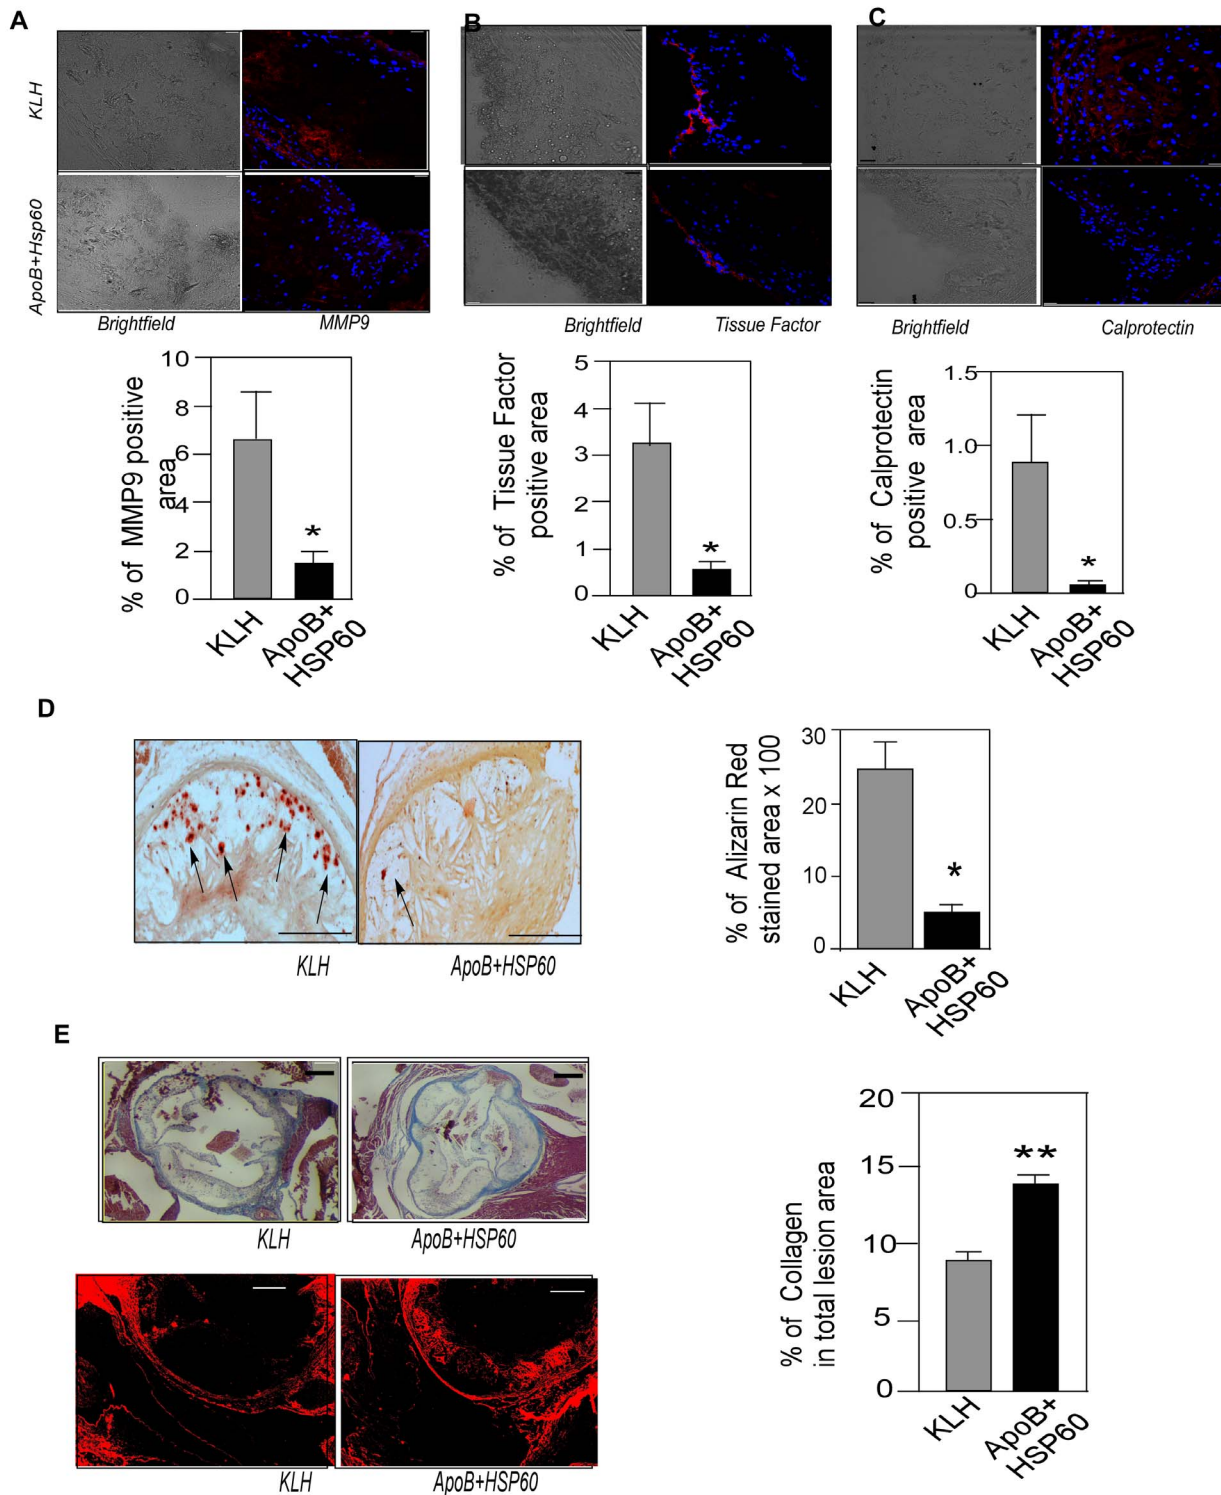 A
B
C
KLH
ApoB+Hsp60
Brightfield
MMP9
Brightfield
Tissue Factor
Brightfield
Calprotectin
% of MMP9 positive
area
10
8
6
4
2
0
*
KLH
ApoB+
HSP60
% of Tissue Factor
positive area
5
4
3
2
1
0
*
KLH
ApoB+
HSP60
% of Calprotectin
positive area
1.5
1.0
0.5
0
*
KLH
ApoB+
HSP60
D
KLH
ApoB+HSP60
% of Alizarin Red
stained area x 100
30
20
10
0
*
KLH
ApoB+
HSP60
E
KLH
ApoB+HSP60
KLH
ApoB+HSP60
% of Collagen
in total lesion area
20
15
10
5
0
**
KLH
ApoB+
HSP60